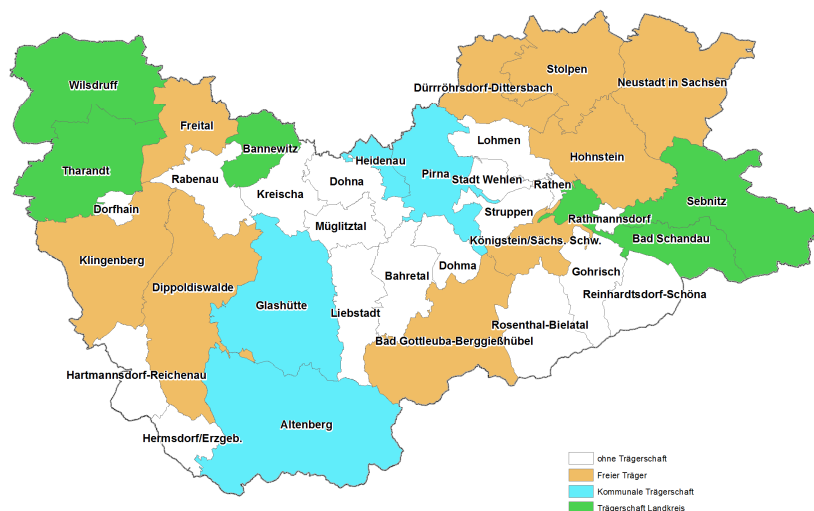 Stolpen
Neustadt in Sachsen
Wilsdruff
Dürrröhrsdorf-Dittersbach
Freital
Lohmen
Bannewitz
Heidenau
Hohnstein
Tharandt
Pirna
Rabenau
Dohna
Stadt Wehlen
Rathen
Kreischa
Sebnitz
Dorfhain
Struppen
Rathmannsdorf
Müglitztal
Königstein/Sächs. Schw.
Bad Schandau
Klingenberg
Dohma
Bahretal
Gohrisch
Dippoldiswalde
Reinhardtsdorf-Schöna
Glashütte
Liebstadt
Rosenthal-Bielatal
Bad Gottleuba-Berggießhübel
Hartmannsdorf-Reichenau
Altenberg
Hermsdorf/Erzgeb.
ohne Trägerschaft
Freier Träger
Kommunale Trägerschaft
Trägerschaft Landkreis